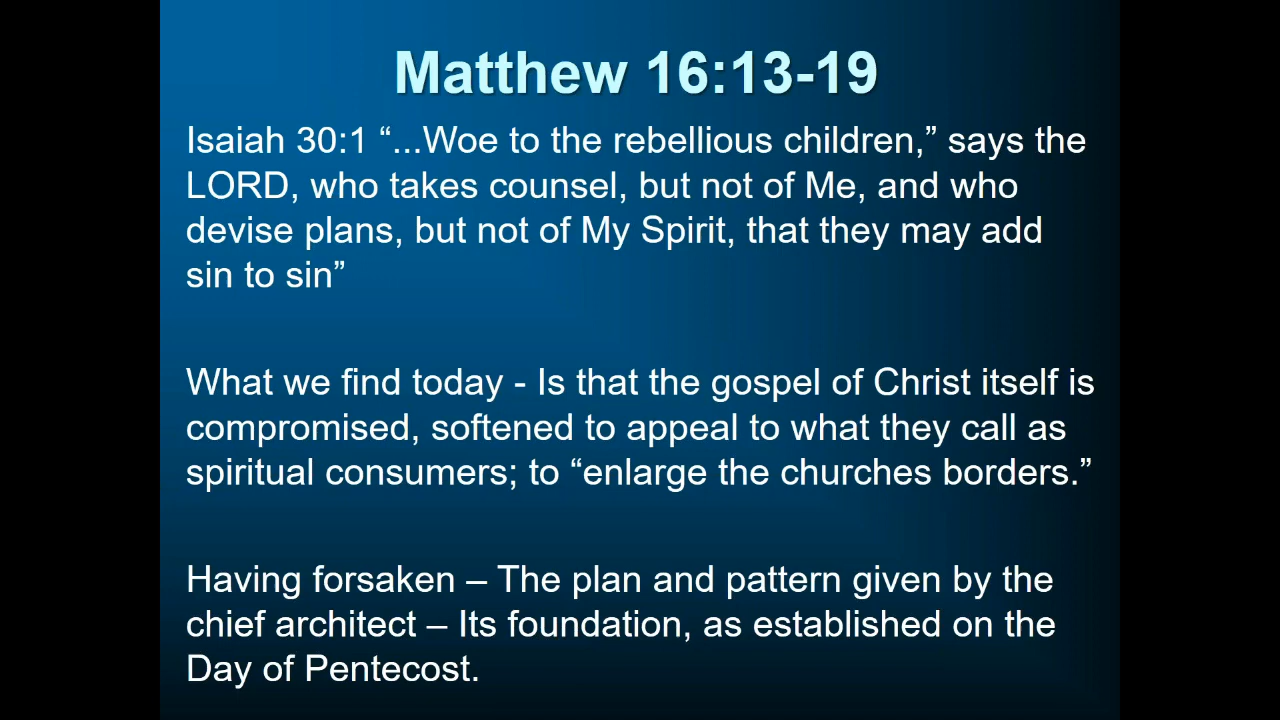 Matthew 16:13-19
Isaiah 30:1 “...Woe to the rebellious children,” says the
LORD, who takes counsel, but not of Me, and who
devise plans, but not of My Spirit, that they may add
sin to sin”
What we find today - Is that the gospel of Christ itself is
compromised, softened to appeal to what they call as
spiritual consumers; to “enlarge the churches borders.”
Having forsaken – The plan and pattern given by the
chief architect – Its foundation, as established on the
Day of Pentecost.